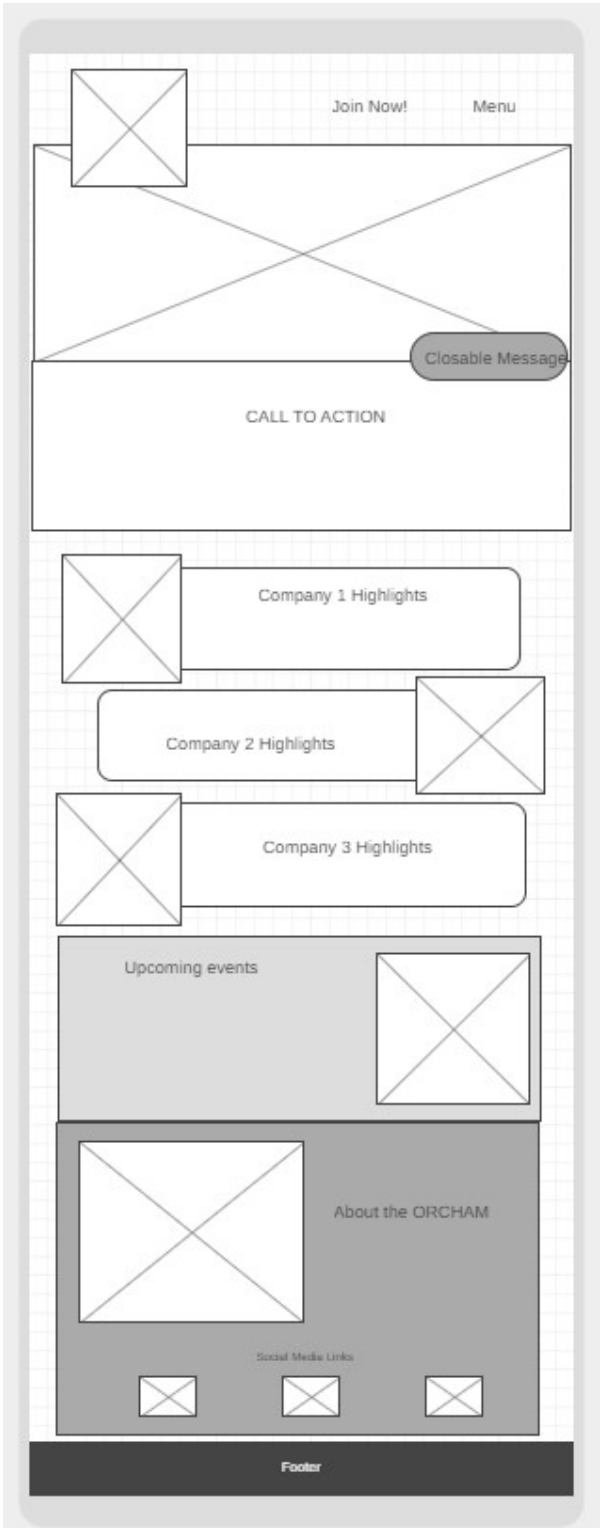 Join Now!
Menu
Closable Message
CALL TO ACTION
Company 1 Highlights
Company 2 Highlights
Company 3 Highlights
Upcoming events
About the ORCHAM
Social Media Links
Footer